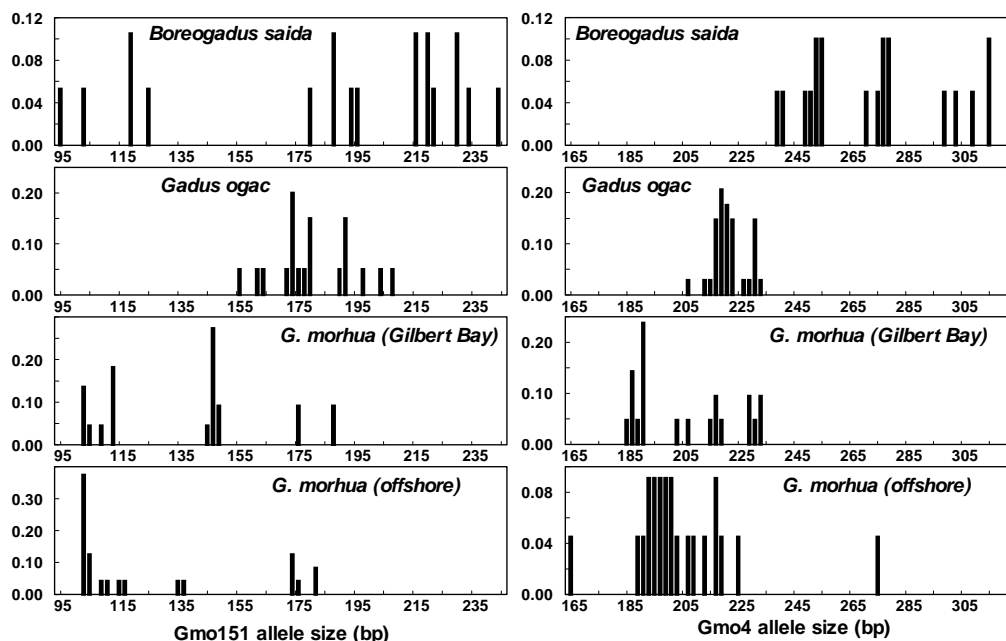 Boreogadus saida
0.12
0.08
0.04
0.00
95 115 135 155 175 195 215 235
Gadus ogac
0.20
0.10
0.00
95 115 135 155 175 195 215 235
G. morhua (Gilbert Bay)
0.20
0.10
0.00
95 115 135 155 175 195 215 235
G. morhua (offshore)
0.30
0.20
0.10
0.00
95 115 135 155 175 195 215 235
Gmo151 allele size (bp)
Boreogadus saida
0.12
0.08
0.04
0.00
165 185 205 225 245 265 285 305
Gadus ogac
0.20
0.10
0.00
165 185 205 225 245 265 285 305
G. morhua (Gilbert Bay)
0.20
0.10
0.00
165 185 205 225 245 265 285 305
G. morhua (offshore)
0.08
0.04
0.00
165 185 205 225 245 265 285 305
Gmo4 allele size (bp)